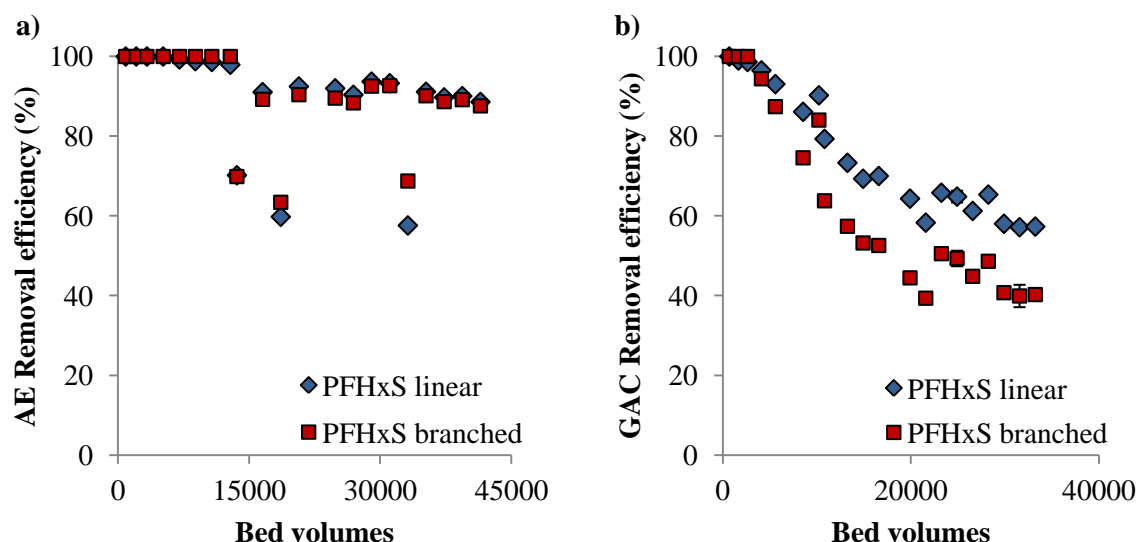 a)
AE Removal efficiency (%)
100
80
60
40
20
0
PFHxS linear
PFHxS branched
0 15000 30000 45000
Bed volumes
b)
GAC Removal efficiency (%)
100
80
60
40
20
0
PFHxS linear
PFHxS branched
0 20000 40000
Bed volumes